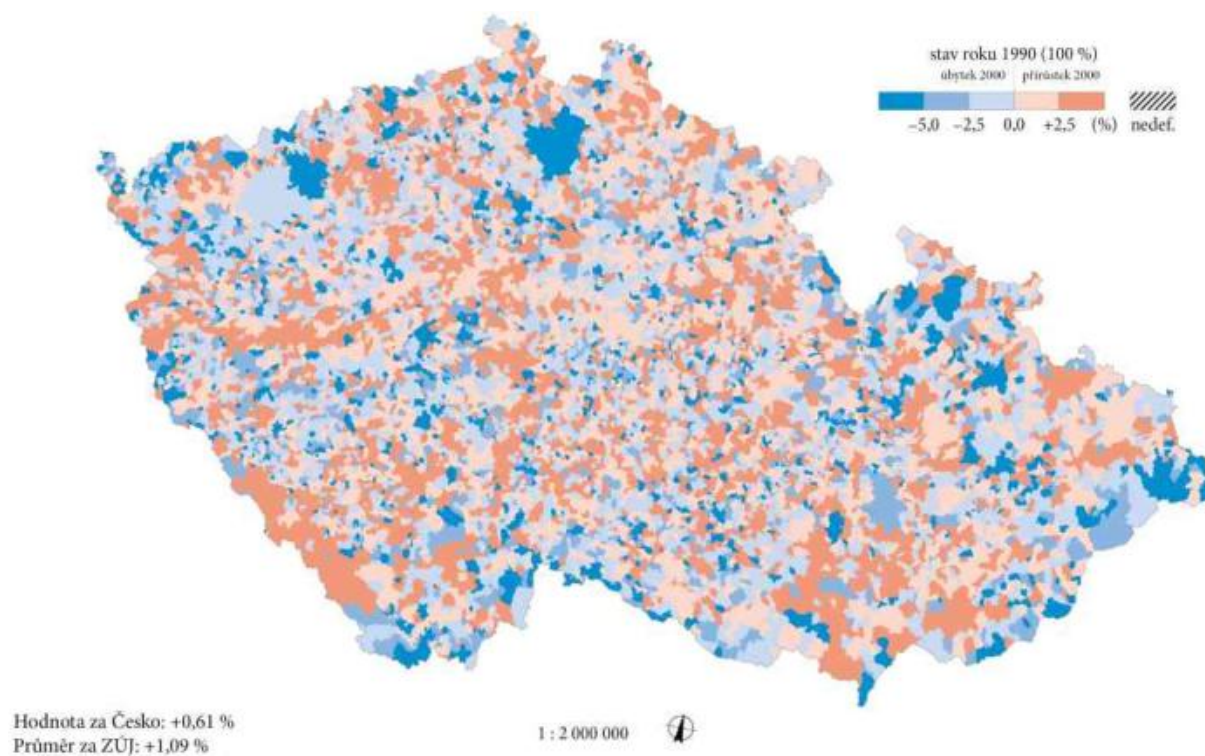 stav roku 1990 (100 %)
úbytek 2000 přírůstek 2000
−5,0 −2,5 0,0 +2,5 (%) nedef.
Hodnota za Česko: +0,61 %
Průměr za ZÚJ: +1,09 %
1 : 2 000 000